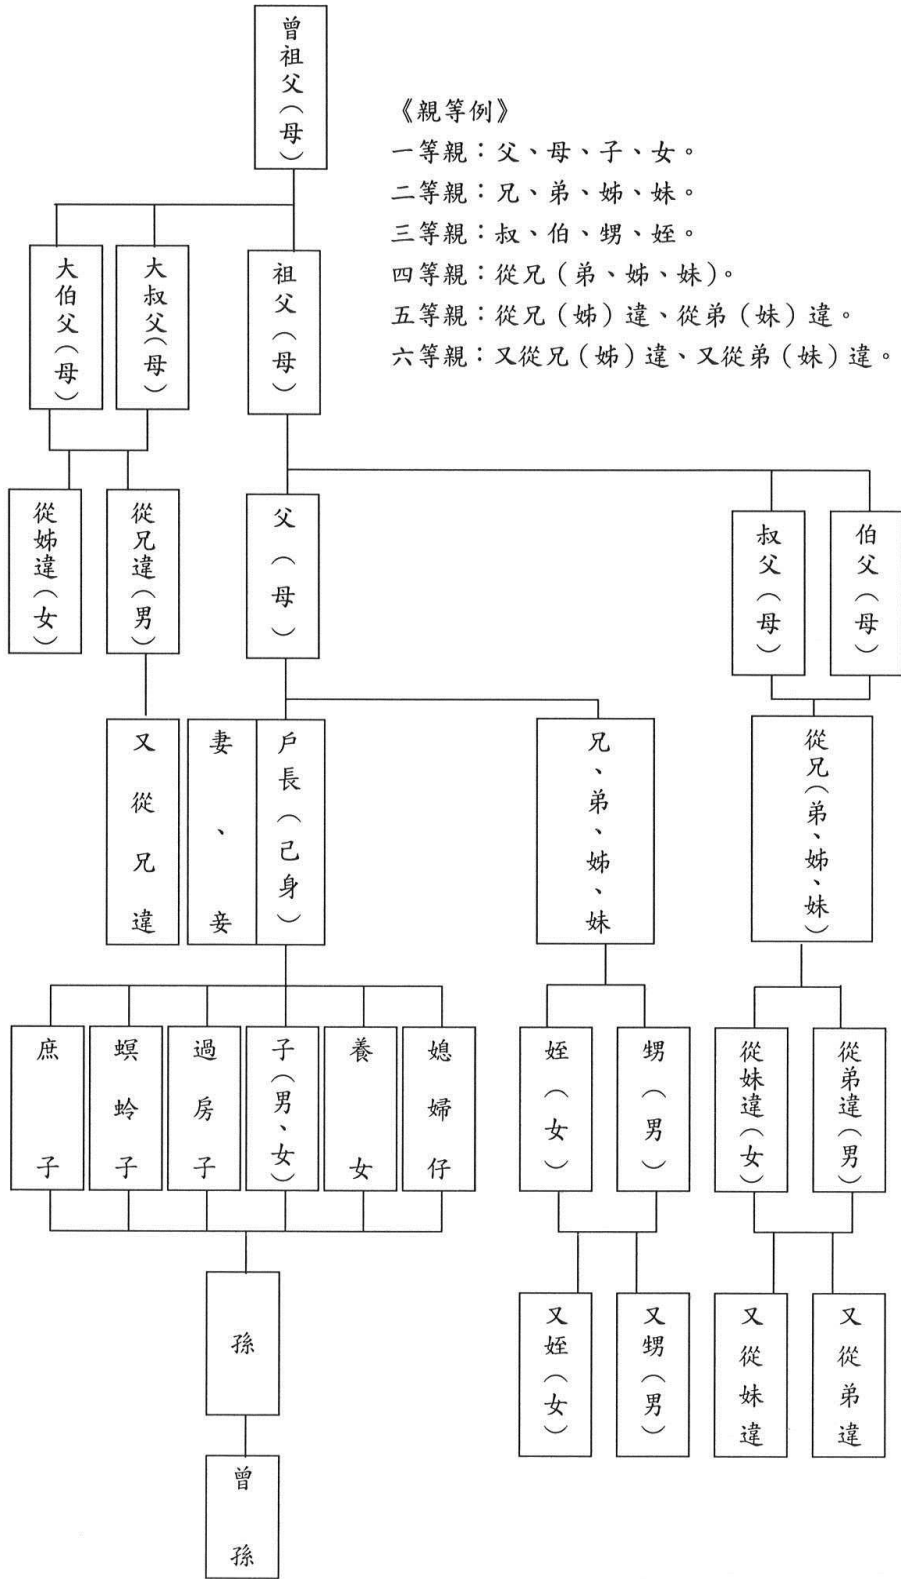 曾祖父（母）
《親等例》
一等親：父、母、子、女。
二等親：兄、弟、姊、妹。
三等親：叔、伯、甥、姪。
四等親：從兄（弟、姊、妹）。
五等親：從兄（姊）違、從弟（妹）違。
六等親：又從兄（姊）違、又從弟（妹）違。
大伯父（母）
大叔父（母）
祖父（母）
從姊違（女）
從兄違（男）
父（母）
叔父（母）
伯父（母）
又從兄違
妻、妾
戶長（己身）
兄、弟、姊、妹
從兄（弟、姊、妹）
庶子
螟蛉子
過房子
子（男、女）
養女
媳婦仔
姪（女）
甥（男）
從妹違（女）
從弟違（男）
孫
又姪（女）
又甥（男）
又從妹違
又從弟違
曾孫